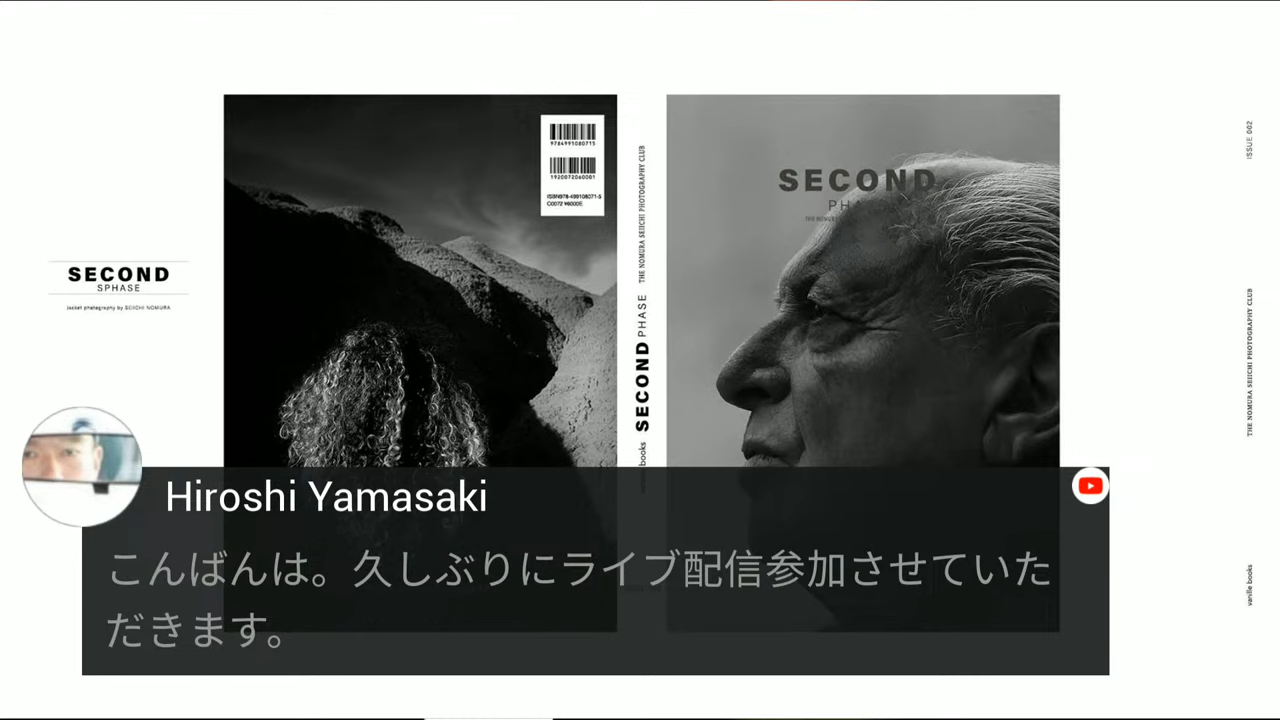 SECOND
SPHASE
Jacket photography by SEIICHI NOMURA
9784991080715
1920072060001
ISBN978-499108071-5
C0072 ¥6000E
THE NOMURA SEIICHI PHOTOGRAPHY CLUB
SECOND PHASE
books
SECOND
ISSUE 002
THE NOMURA SEIICHI PHOTOGRAPHY CLUB
vanille books
Hiroshi Yamasaki
こんばんは。久しぶりにライブ配信参加させていた
だきます。